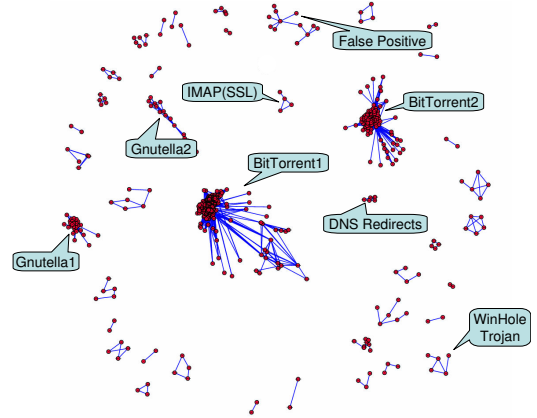 False Positive
IMAP(SSL)
BitTorrent2
Gnutella2
BitTorrent1
DNS Redirects
Gnutella1
WinHole
Trojan